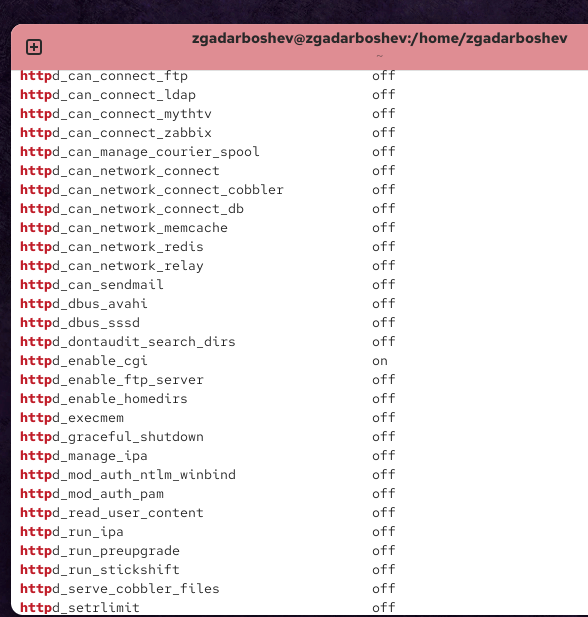 zgadarboshev@zgadarboshev:/home/zgadarboshev
~
httpd_can_connect_ftp off
httpd_can_connect_ldap off
httpd_can_connect_mythtv off
httpd_can_connect_zabbix off
httpd_can_manage_courier_spool off
httpd_can_network_connect off
httpd_can_network_connect_cobbler off
httpd_can_network_connect_db off
httpd_can_network_memcache off
httpd_can_network_redis off
httpd_can_network_relay off
httpd_can_sendmail off
httpd_dbus_avahi off
httpd_dbus_sssd off
httpd_dontaudit_search_dirs off
httpd_enable_cgi on
httpd_enable_ftp_server off
httpd_enable_homedirs off
httpd_execmem off
httpd_graceful_shutdown off
httpd_manage_ipa off
httpd_mod_auth_ntlm_winbind off
httpd_mod_auth_pam off
httpd_read_user_content off
httpd_run_ipa off
httpd_run_preupgrade off
httpd_run_stickshift off
httpd_serve_cobbler_files off
httpd_setrlimit off